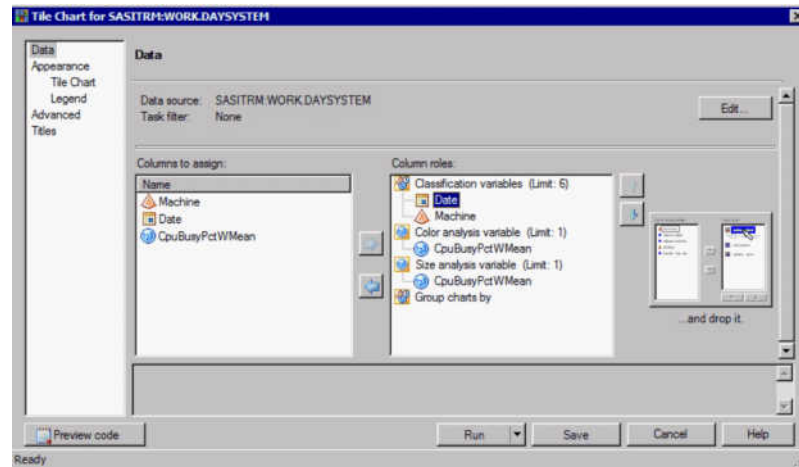 Tile Chart for SASITRM:WORK.DAYSYSTEM
Data
Appearance
Tile Chart
Legend
Advanced
Titles
Data
Data source: SASITRM:WORK.DAYSYSTEM
Task filter: None
Edit...
Columns to assign:
Name
Machine
Date
CpuBusyPctWMean
Column roles:
Classification variables (Limit: 6)
Date
Machine
Color analysis variable (Limit: 1)
CpuBusyPctWMean
Size analysis variable (Limit: 1)
CpuBusyPctWMean
Group charts by
...and drop it.
Preview code
Run
Save
Cancel
Help
Ready